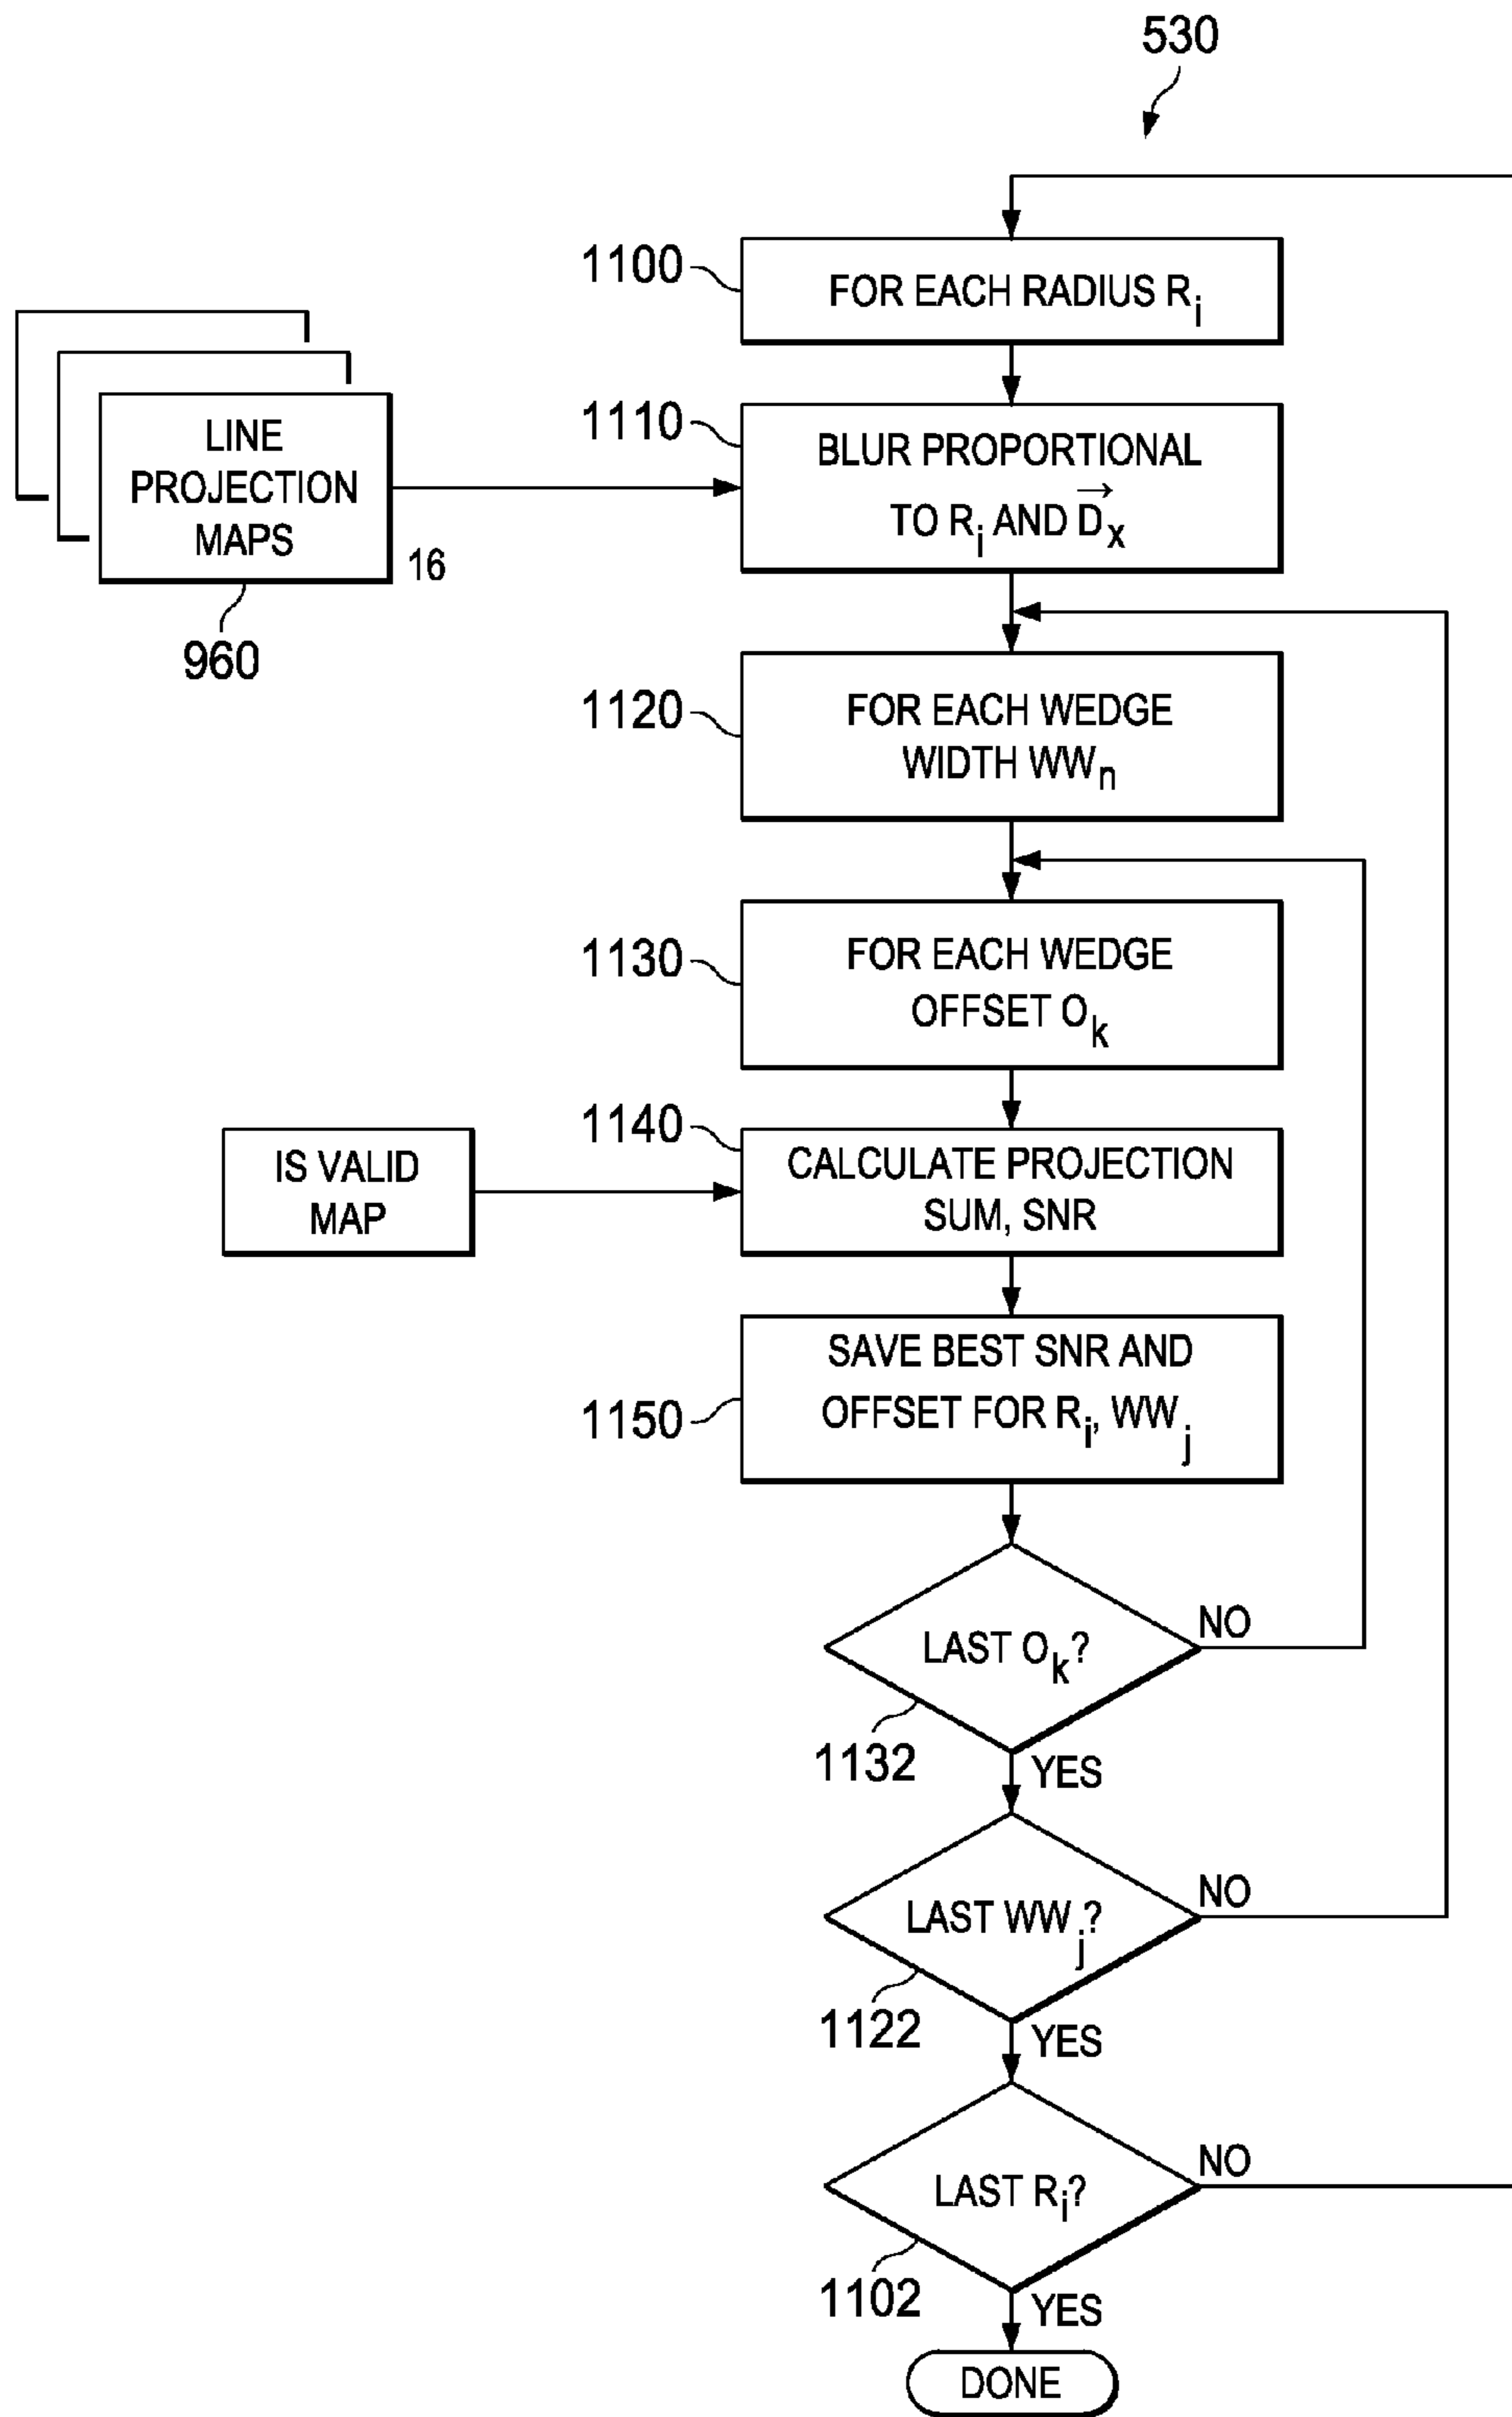 530
1100
FOR EACH RADIUS Ri
LINE
PROJECTION
MAPS
16
960
1110
BLUR PROPORTIONAL
TO Ri AND D⃗x
1120
FOR EACH WEDGE
WIDTH WWn
1130
FOR EACH WEDGE
OFFSET Ok
IS VALID
MAP
1140
CALCULATE PROJECTION
SUM, SNR
1150
SAVE BEST SNR AND
OFFSET FOR Ri, WWj
LAST Ok?
NO
1132
YES
LAST WWj?
NO
1122
YES
LAST Ri?
NO
1102
YES
DONE